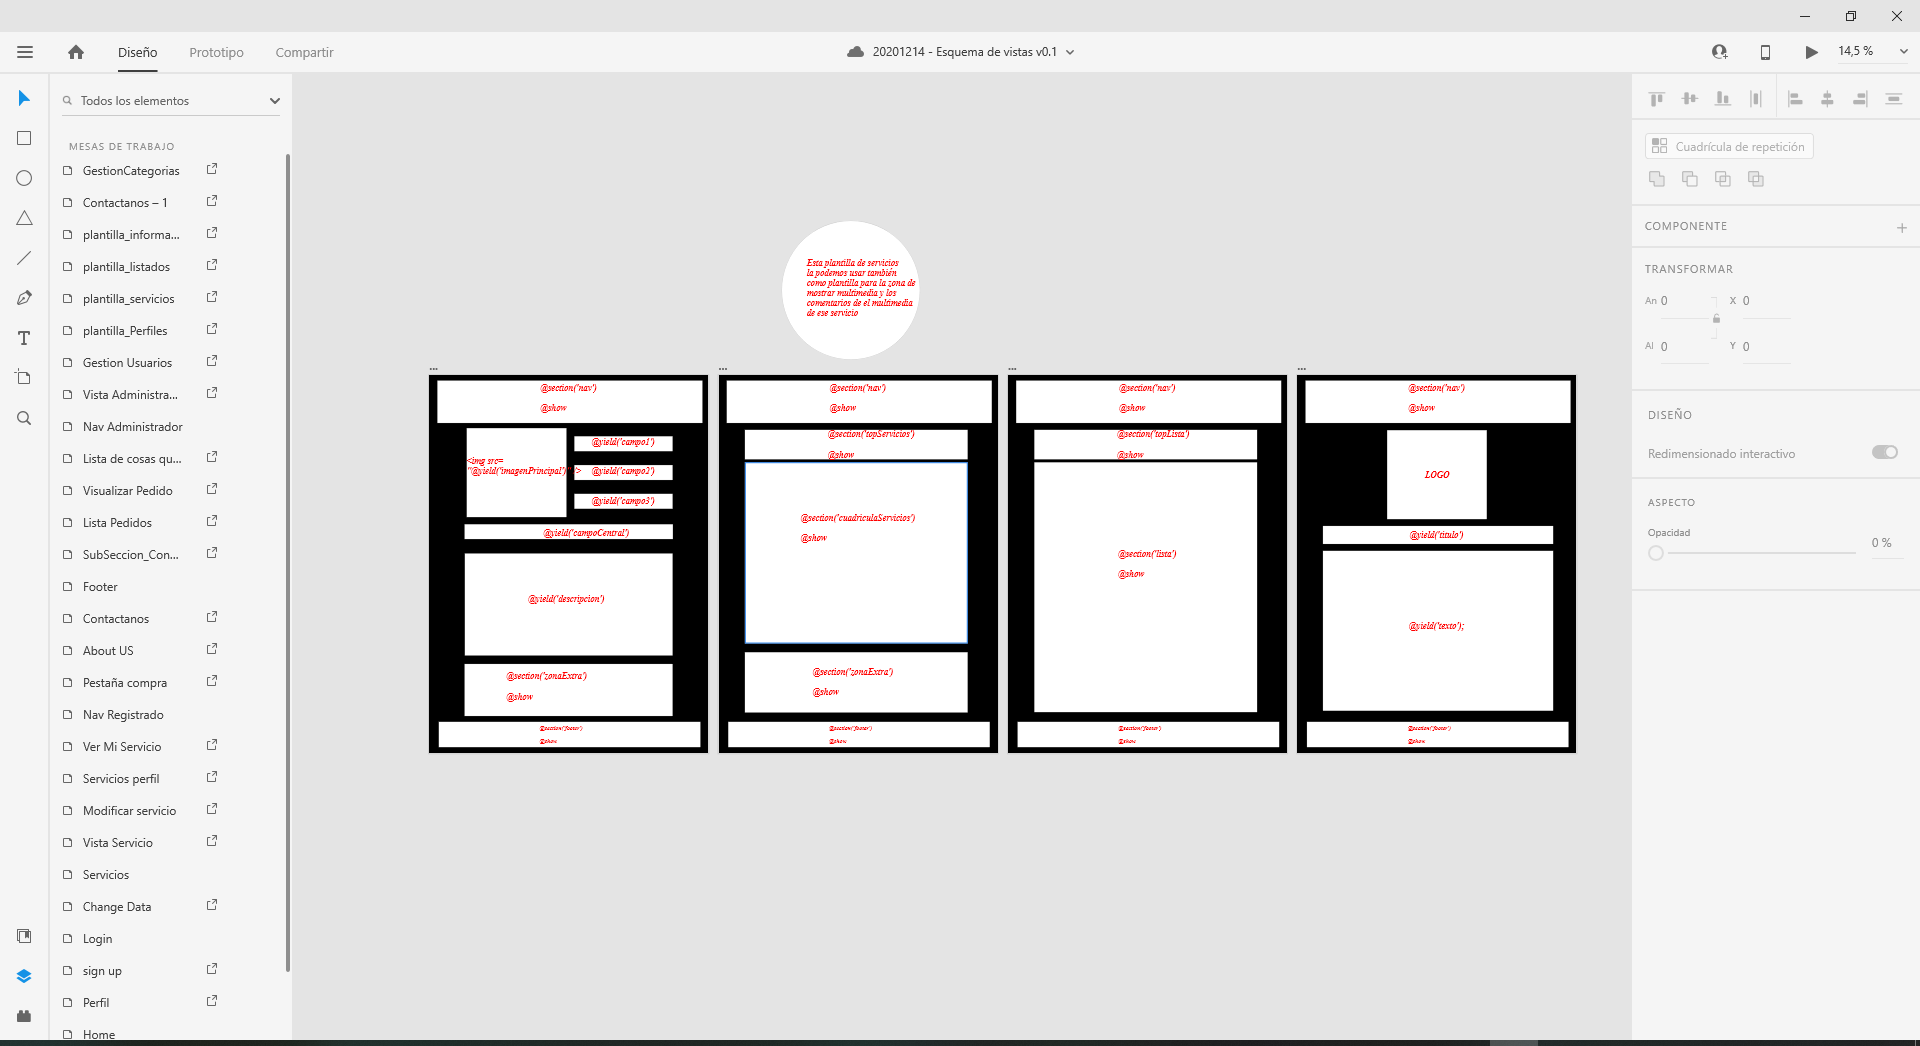 Diseño
Prototipo
Compartir
20201214 - Esquema de vistas v0.1
14,5 %
Todos los elementos
MESAS DE TRABAJO
GestionCategorias
Contactanos – 1
plantilla_informa...
plantilla_listados
plantilla_servicios
plantilla_Perfiles
Gestion Usuarios
Vista Administra...
Nav Administrador
Lista de cosas qu...
Visualizar Pedido
Lista Pedidos
SubSeccion_Con...
Footer
Contactanos
About US
Pestaña compra
Nav Registrado
Ver Mi Servicio
Servicios perfil
Modificar servicio
Vista Servicio
Servicios
Change Data
Login
sign up
Perfil
Home
Esta plantilla de servicios
la podemos usar también
como plantilla para la zona de
mostrar multimedia y los
comentarios de el multimedia
de ese servicio
...
@section('nav')
@show
<img src=
"@yield('imagenPrincipal')" />
@yield('campo1')
@yield('campo2')
@yield('campo3')
@yield('campoCentral')
@yield('descripcion')
@section('zonaExtra')
@show
@section('footer')
@show
...
@section('nav')
@show
@section('topServicios')
@show
@section('cuadriculaServicios')
@show
@section('zonaExtra')
@show
@section('footer')
@show
...
@section('nav')
@show
@section('topLista')
@show
@section('lista')
@show
@section('footer')
@show
...
@section('nav')
@show
LOGO
@yield('titulo')
@yield('texto');
@section('footer')
@show
Cuadrícula de repetición
COMPONENTE
TRANSFORMAR
An 0
X 0
Al 0
Y 0
DISEÑO
Redimensionado interactivo
ASPECTO
Opacidad
0 %